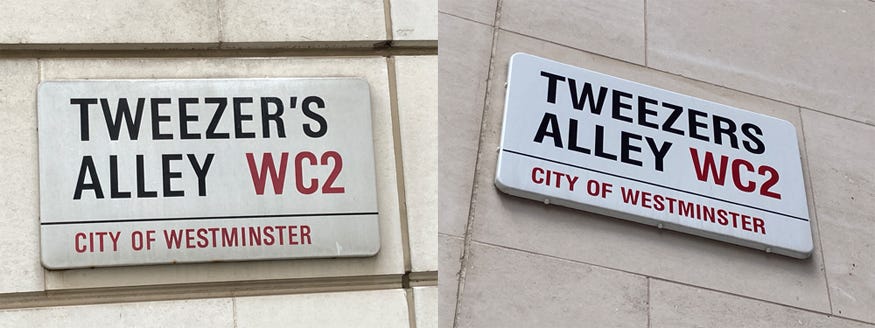 TWEEZER'S
ALLEY WC2
CITY OF WESTMINSTER
TWEEZERS
ALLEY WC2
CITY OF WESTMINSTER